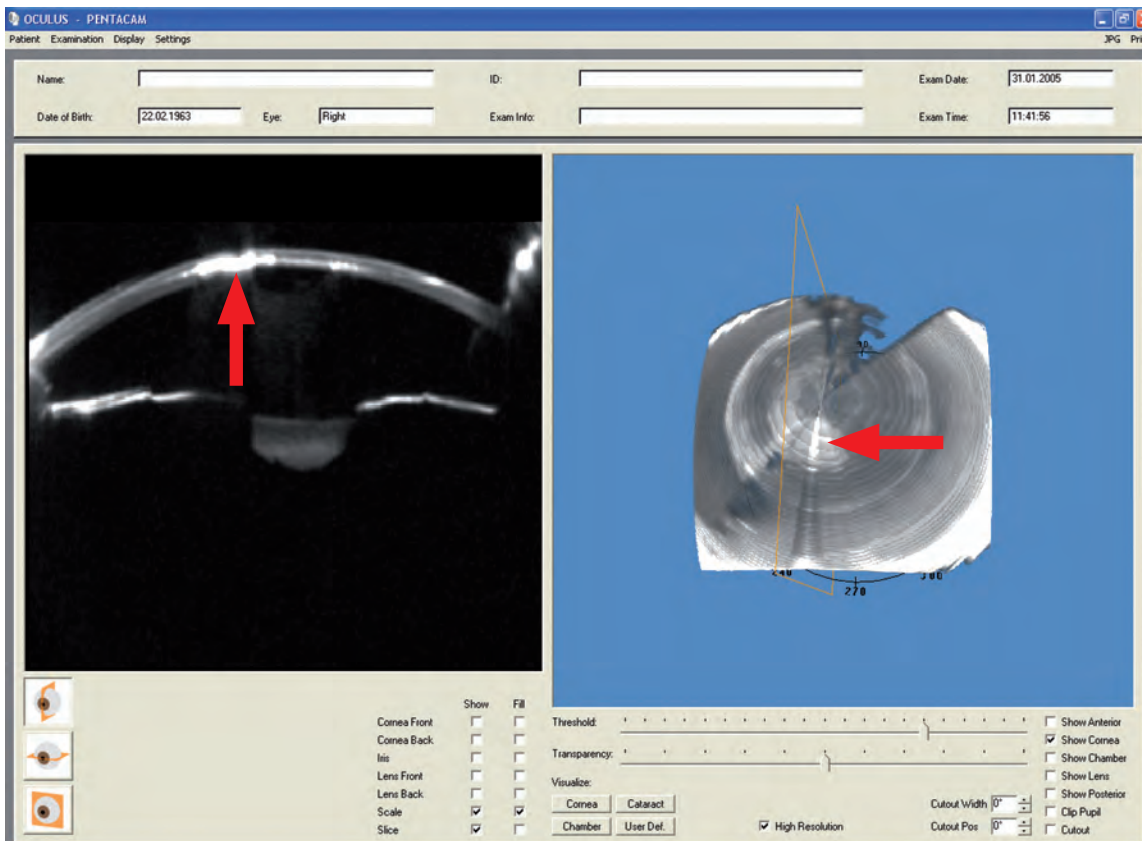 OCULUS - PENTACAM
Patient Examination Display Settings JPG Pri
Name: ID: Exam Date: 31.01.2005
Date of Birth: 22.02.1963 Eye: Right Exam Info: Exam Time: 11:41:56
240
270
300
Show Fill
Cornea Front
Cornea Back
Iris
Lens Front
Lens Back
Scale
Slice
Threshold:
Transparency:
Visualize:
Cornea Cataract
Chamber User Def.
High Resolution
Cutout Width 0°
Cutout Pos 0°
Show Anterior
Show Cornea
Show Chamber
Show Lens
Show Posterior
Clip Pupil
Cutout